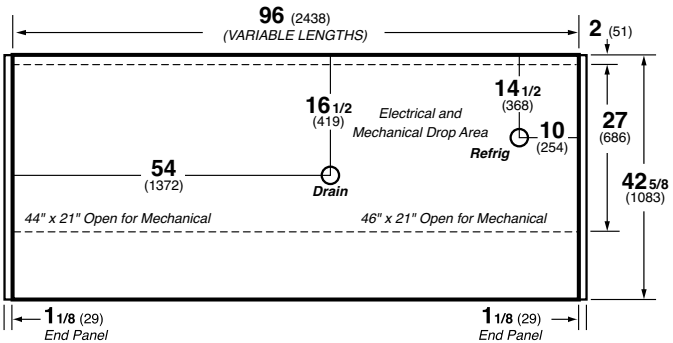 96 (2438)
(VARIABLE LENGTHS)
2 (51)
14 1/2
(368)
16 1/2
(419)
Electrical and
Mechanical Drop Area
27
(686)
10
(254)
Refrig
54
(1372)
42 5/8
(1083)
Drain
44" x 21" Open for Mechanical
46" x 21" Open for Mechanical
1 1/8 (29)
End Panel
1 1/8 (29)
End Panel